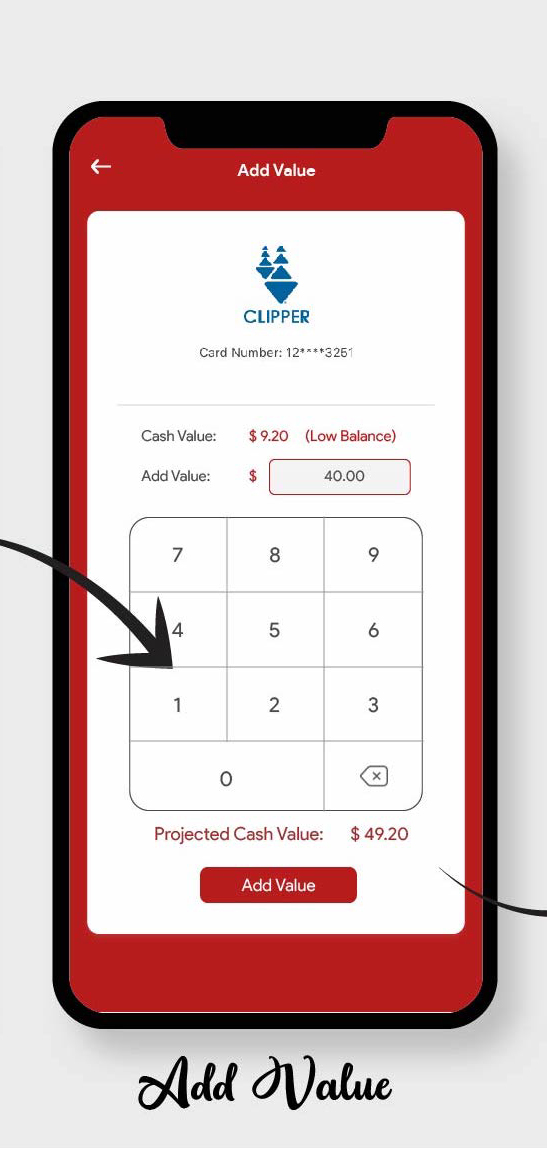 Add Value
CLIPPER
Card Number: 12****3251
Cash Value: $ 9.20 (Low Balance)
Add Value: $ 40.00
7 8 9
4 5 6
1 2 3
0
Projected Cash Value: $ 49.20
Add Value
Add Value